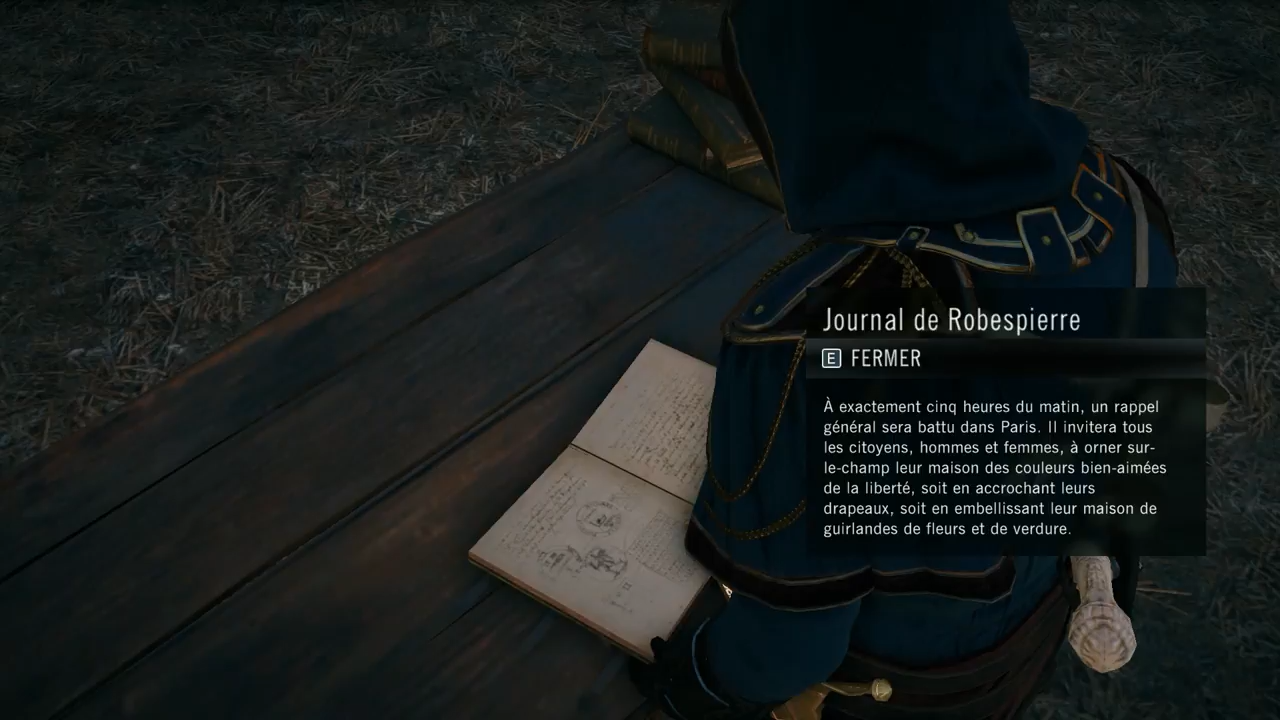 Journal de Robespierre
E FERMER
À exactement cinq heures du matin, un rappel
général sera battu dans Paris. Il invitera tous
les citoyens, hommes et femmes, à orner sur-
le-champ leur maison des couleurs bien-aimées
de la liberté, soit en accrochant leurs
drapeaux, soit en embellissant leur maison de
guirlandes de fleurs et de verdure.